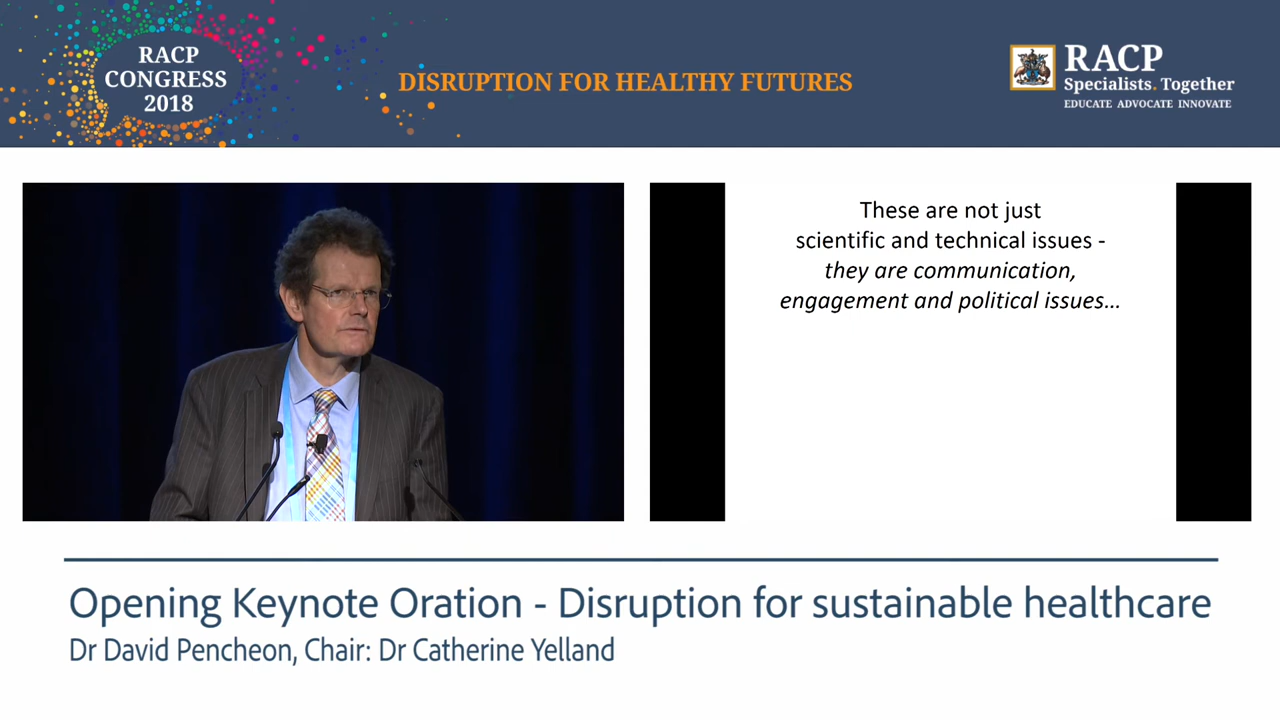 RACP
CONGRESS
2018
DISRUPTION FOR HEALTHY FUTURES
RACP
Specialists. Together
EDUCATE ADVOCATE INNOVATE
These are not just
scientific and technical issues -
they are communication,
engagement and political issues...
Opening Keynote Oration - Disruption for sustainable healthcare
Dr David Pencheon, Chair: Dr Catherine Yelland